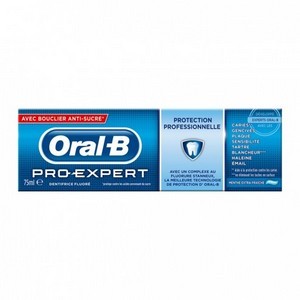 AVEC BOUCLIER ANTI-SUCRE*
Oral-B
PRO-EXPERT
75ml e
DENTIFRICE FLUORÉ
PROTECTION
PROFESSIONNELLE
AVEC UN COMPLEXE AU
FLUORURE STANNEUX,
LA MEILLEURE TECHNOLOGIE
DE PROTECTION D' ORAL-B
CARIES
GENCIVES
PLAQUE
SENSIBILITÉ
TARTRE
BLANCHEUR
HALEINE
ÉMAIL
MENTHE EXTRA-FRAÎCHE